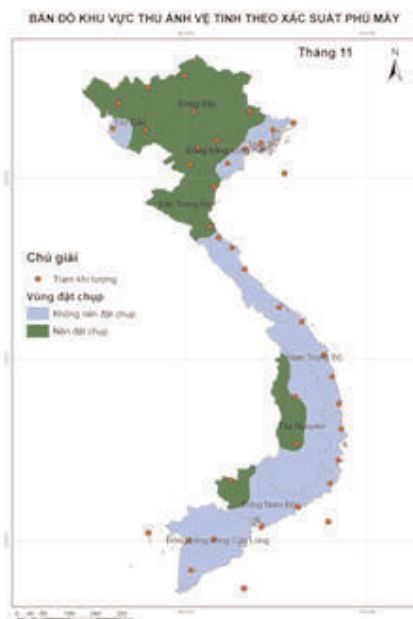 BẢN ĐỒ KHU VỰC THU ẢNH VỆ TINH THEO XÁC SUẤT PHỦ MÂY
Tháng 11
N
Đông Bắc
Tây Bắc
Đồng bằng
Bắc Trung Bộ
Chú giải
Trạm khí tượng
Vùng đặt chụp
Không nên đặt chụp
Nên đặt chụp
Nam Trung Bộ
Tây Nguyên
Đông Nam Bộ
Đồng bằng sông Cửu Long